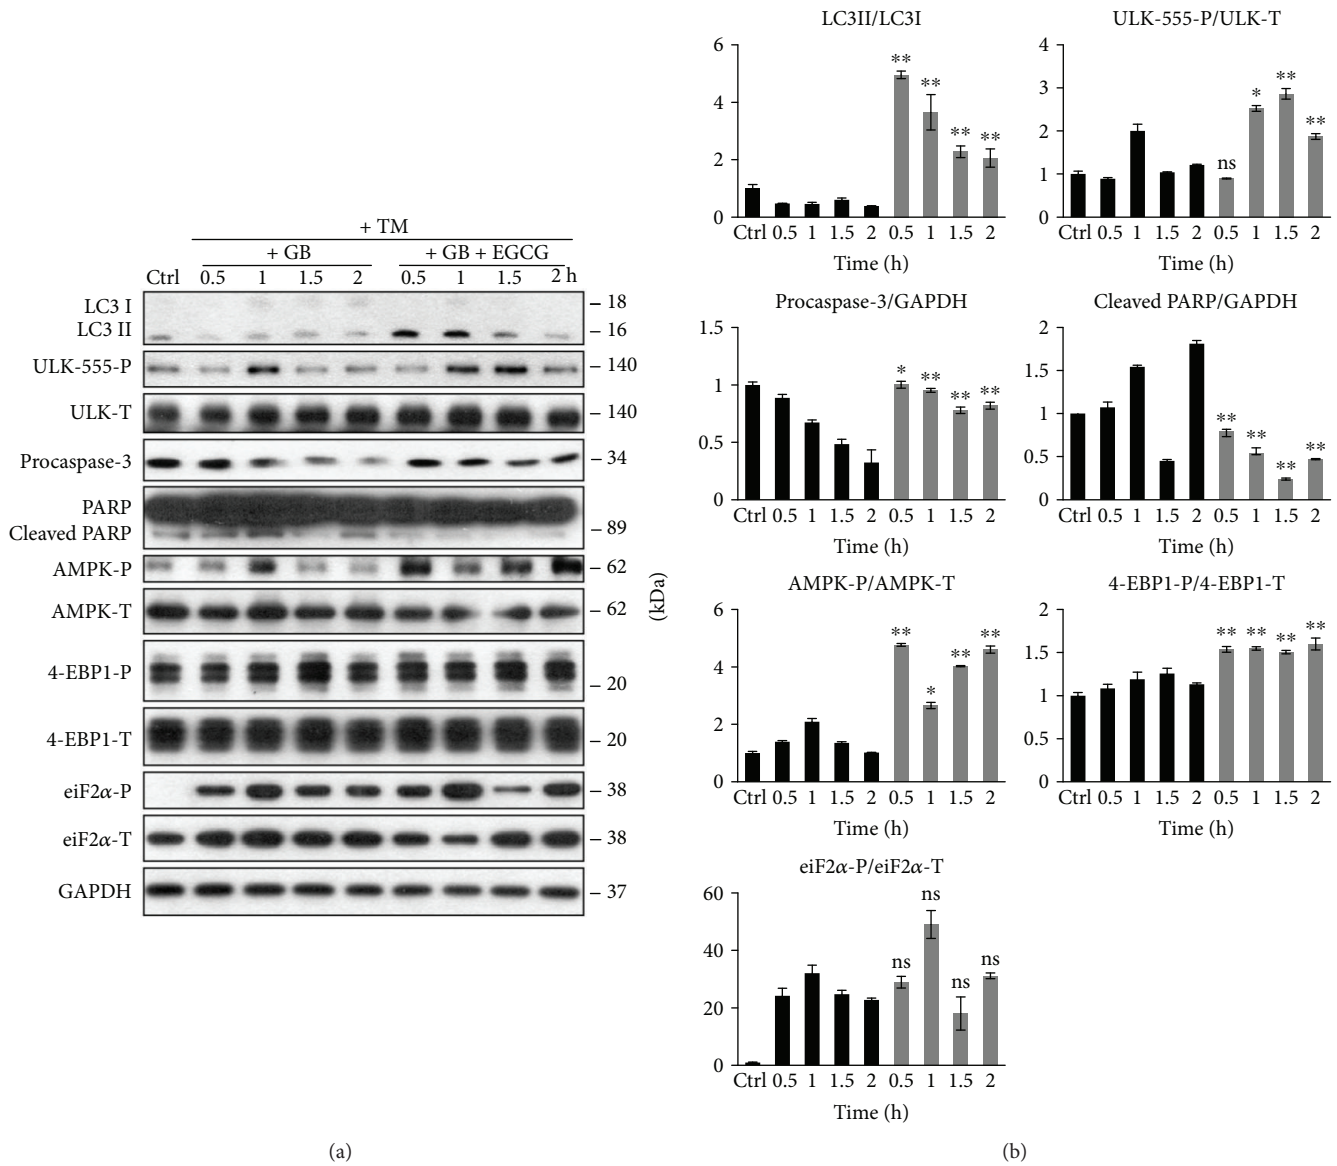 + TM
+ GB
+ GB + EGCG
Ctrl 0.5 1 1.5 2 0.5 1 1.5 2 h
LC3 I – 18
LC3 II – 16
ULK-555-P – 140
ULK-T – 140
Procaspase-3 – 34
PARP
Cleaved PARP – 89
AMPK-P – 62
AMPK-T – 62
4-EBP1-P – 20
4-EBP1-T – 20
eiF2α-P – 38
eiF2α-T – 38
GAPDH – 37
(kDa)
(a)
LC3II/LC3I
6
4
2
0
** ** ** **
Ctrl 0.5 1 1.5 2 0.5 1 1.5 2
Time (h)
ULK-555-P/ULK-T
4
3
2
1
0
ns * ** **
Ctrl 0.5 1 1.5 2 0.5 1 1.5 2
Time (h)
Procaspase-3/GAPDH
1.5
1
0.5
0
* ** ** **
Ctrl 0.5 1 1.5 2 0.5 1 1.5 2
Time (h)
Cleaved PARP/GAPDH
2
1.5
1
0.5
0
** ** ** **
Ctrl 0.5 1 1.5 2 0.5 1 1.5 2
Time (h)
AMPK-P/AMPK-T
6
4
2
0
** * ** **
Ctrl 0.5 1 1.5 2 0.5 1 1.5 2
Time (h)
4-EBP1-P/4-EBP1-T
2
1.5
1
0.5
0
** ** ** **
Ctrl 0.5 1 1.5 2 0.5 1 1.5 2
Time (h)
eiF2α-P/eiF2α-T
60
40
20
0
ns ns ns ns
Ctrl 0.5 1 1.5 2 0.5 1 1.5 2
Time (h)
(b)